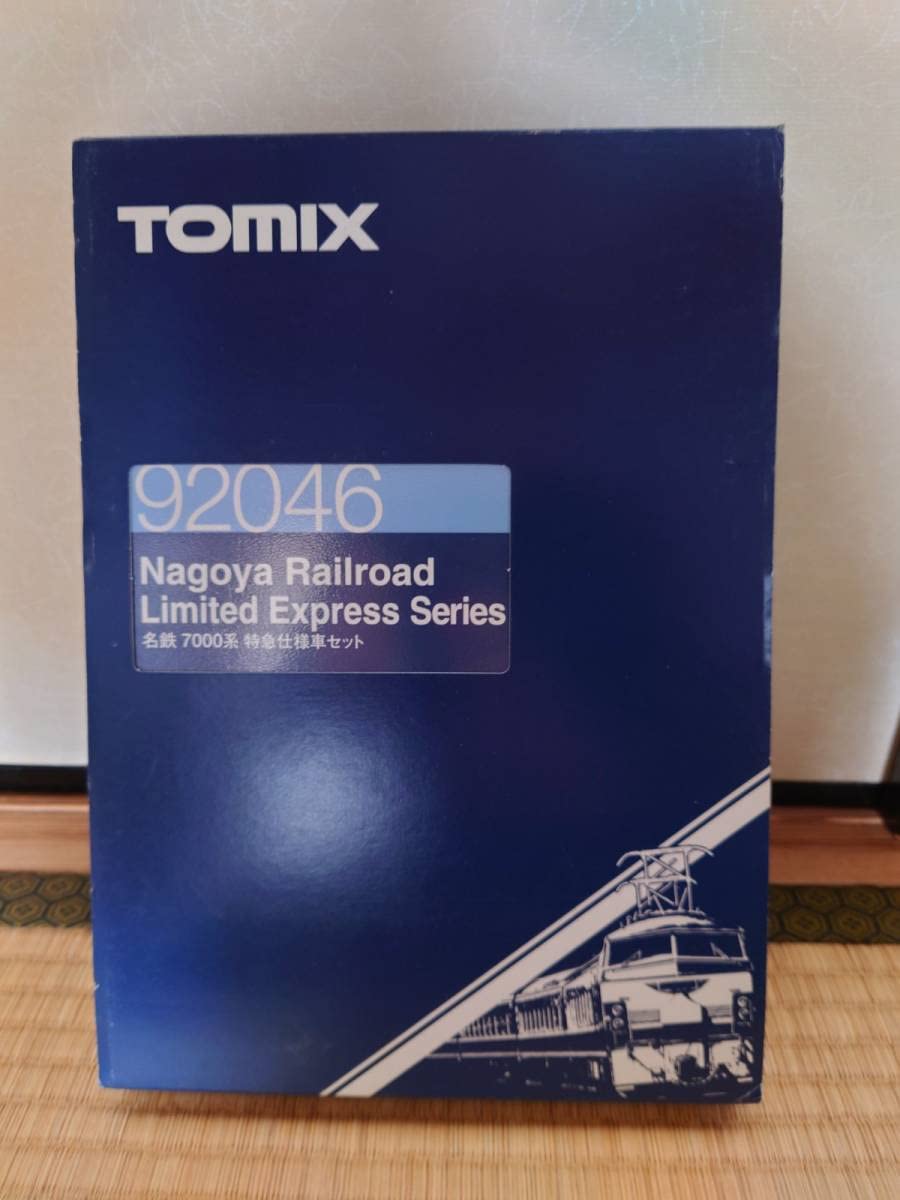 TOMIX
92046
Nagoya Railroad
Limited Express Series
名鉄 7000系 特急仕様車セット